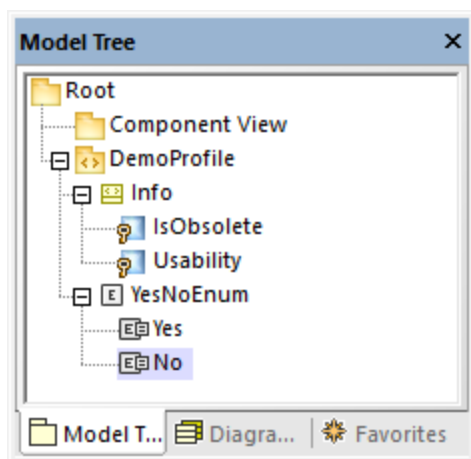 Model Tree
Root
Component View
DemoProfile
Info
IsObsolete
Usability
E YesNoEnum
E Yes
E No
Model T... Diagra... Favorites